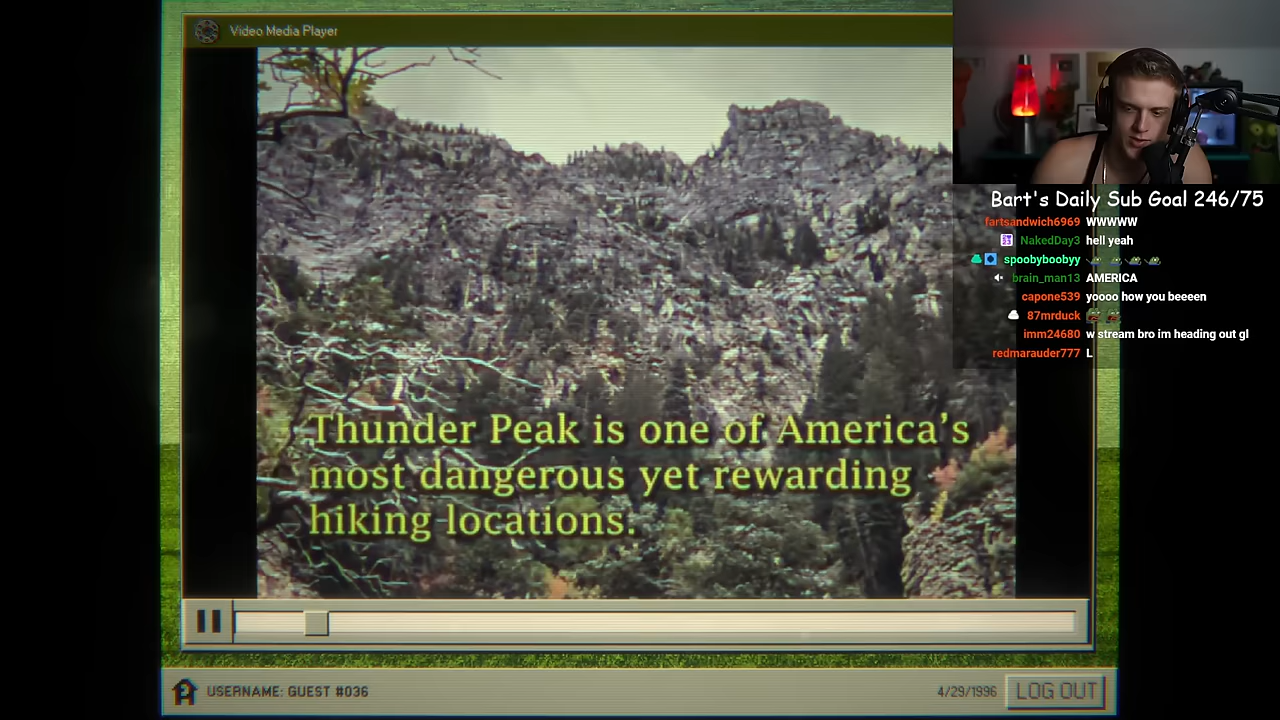 Video Media Player
Thunder Peak is one of America's
most dangerous yet rewarding
hiking locations.
USERNAME: GUEST #036
4/29/1996
LOG OUT
Bart's Daily Sub Goal 246/75
fartsandwich6969 WWWWW
NakedDay3 hell yeah
spoobyboobyy
brain_man13 AMERICA
capone539 yoooo how you beeeen
87mrduck
imm24680 w stream bro im heading out gl
redmarauder777 L